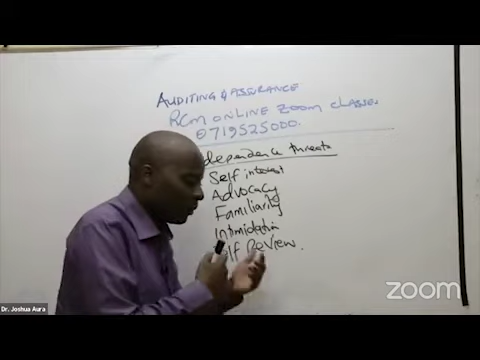 AUDITING & ASSURANCE
RCM ONLINE ZOOM classes
0719525000.
dependence threats
Self interest
Advocacy
Familiarity
Intimidation
Self Review.
zoom
Dr. Joshua Aura